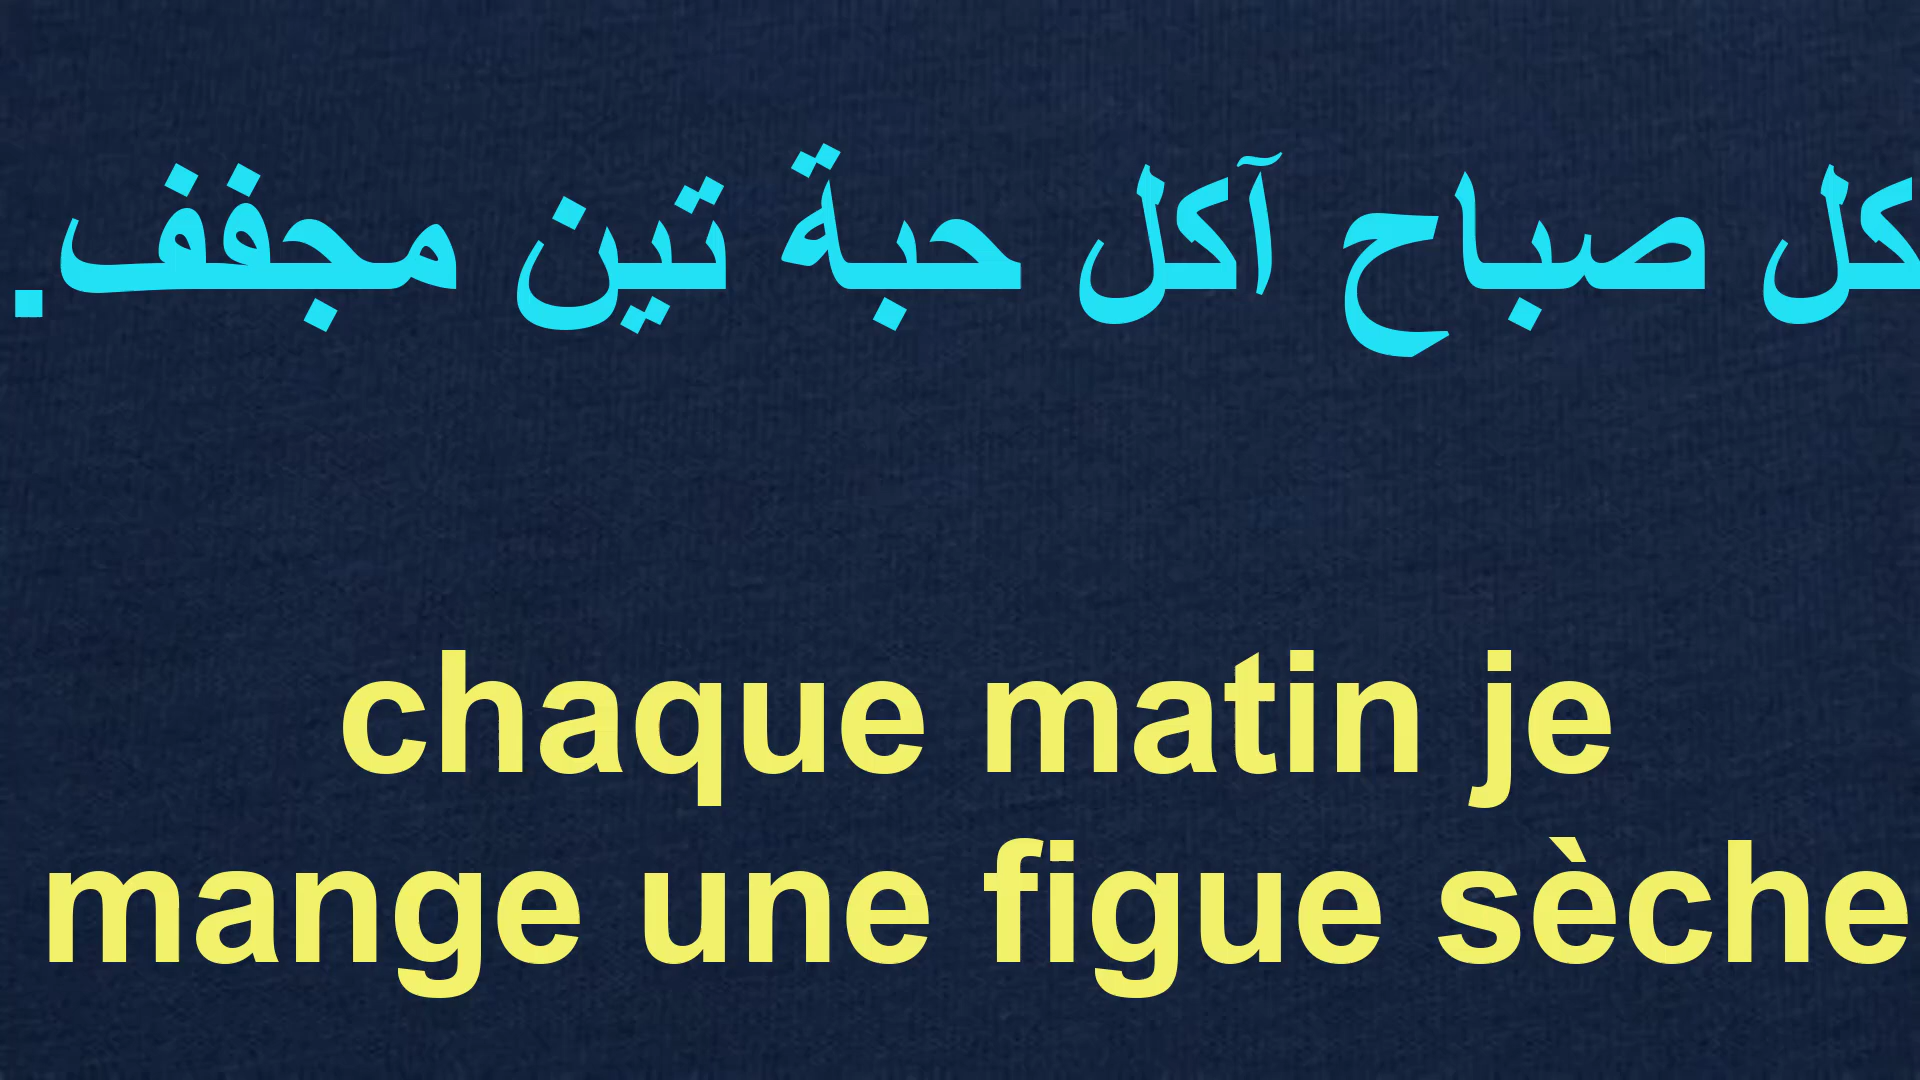 كل صباح آكل حبة تين مجفف.
chaque matin je
mange une figue sèche